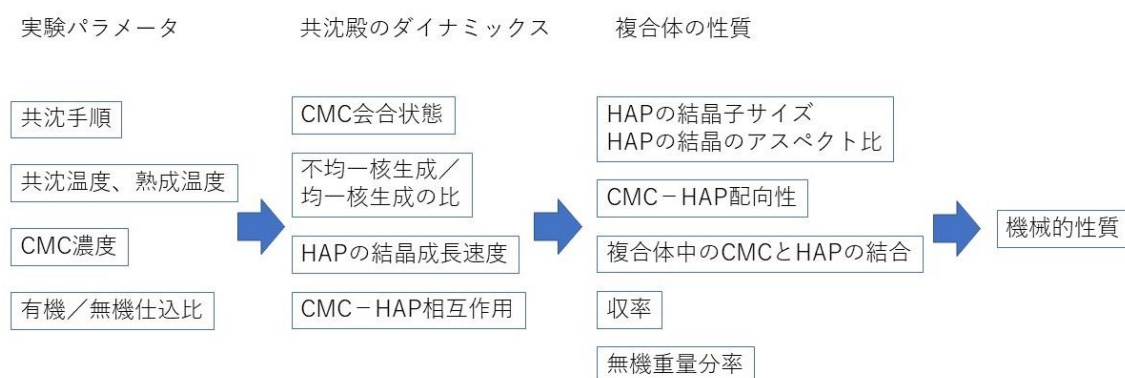 実験パラメータ
共沈殿のダイナミックス
複合体の性質
共沈手順
共沈温度、熟成温度
CMC濃度
有機／無機仕込比
CMC会合状態
不均一核生成／
均一核生成の比
HAPの結晶成長速度
CMC－HAP相互作用
HAPの結晶子サイズ
HAPの結晶のアスペクト比
CMC－HAP配向性
複合体中のCMCとHAPの結合
収率
無機重量分率
機械的性質